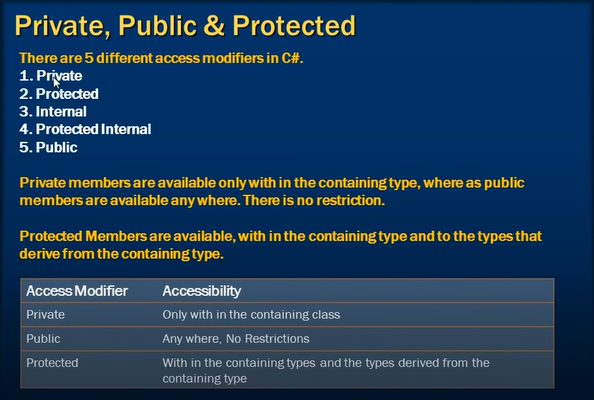 Private, Public & Protected
There are 5 different access modifiers in C#.
1. Private
2. Protected
3. Internal
4. Protected Internal
5. Public
Private members are available only with in the containing type, where as public
members are available any where. There is no restriction.
Protected Members are available, with in the containing type and to the types that
derive from the containing type.
Access Modifier Accessibility
Private Only with in the containing class
Public Any where, No Restrictions
Protected With in the containing types and the types derived from the
containing type